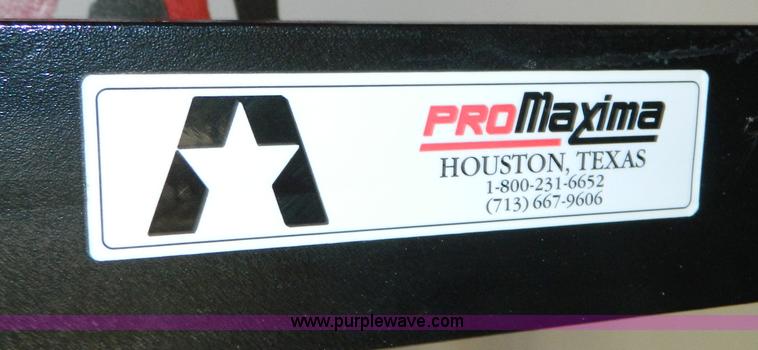 PROMaxima
HOUSTON, TEXAS
1-800-231-6652
(713) 667-9606
www.purplewave.com